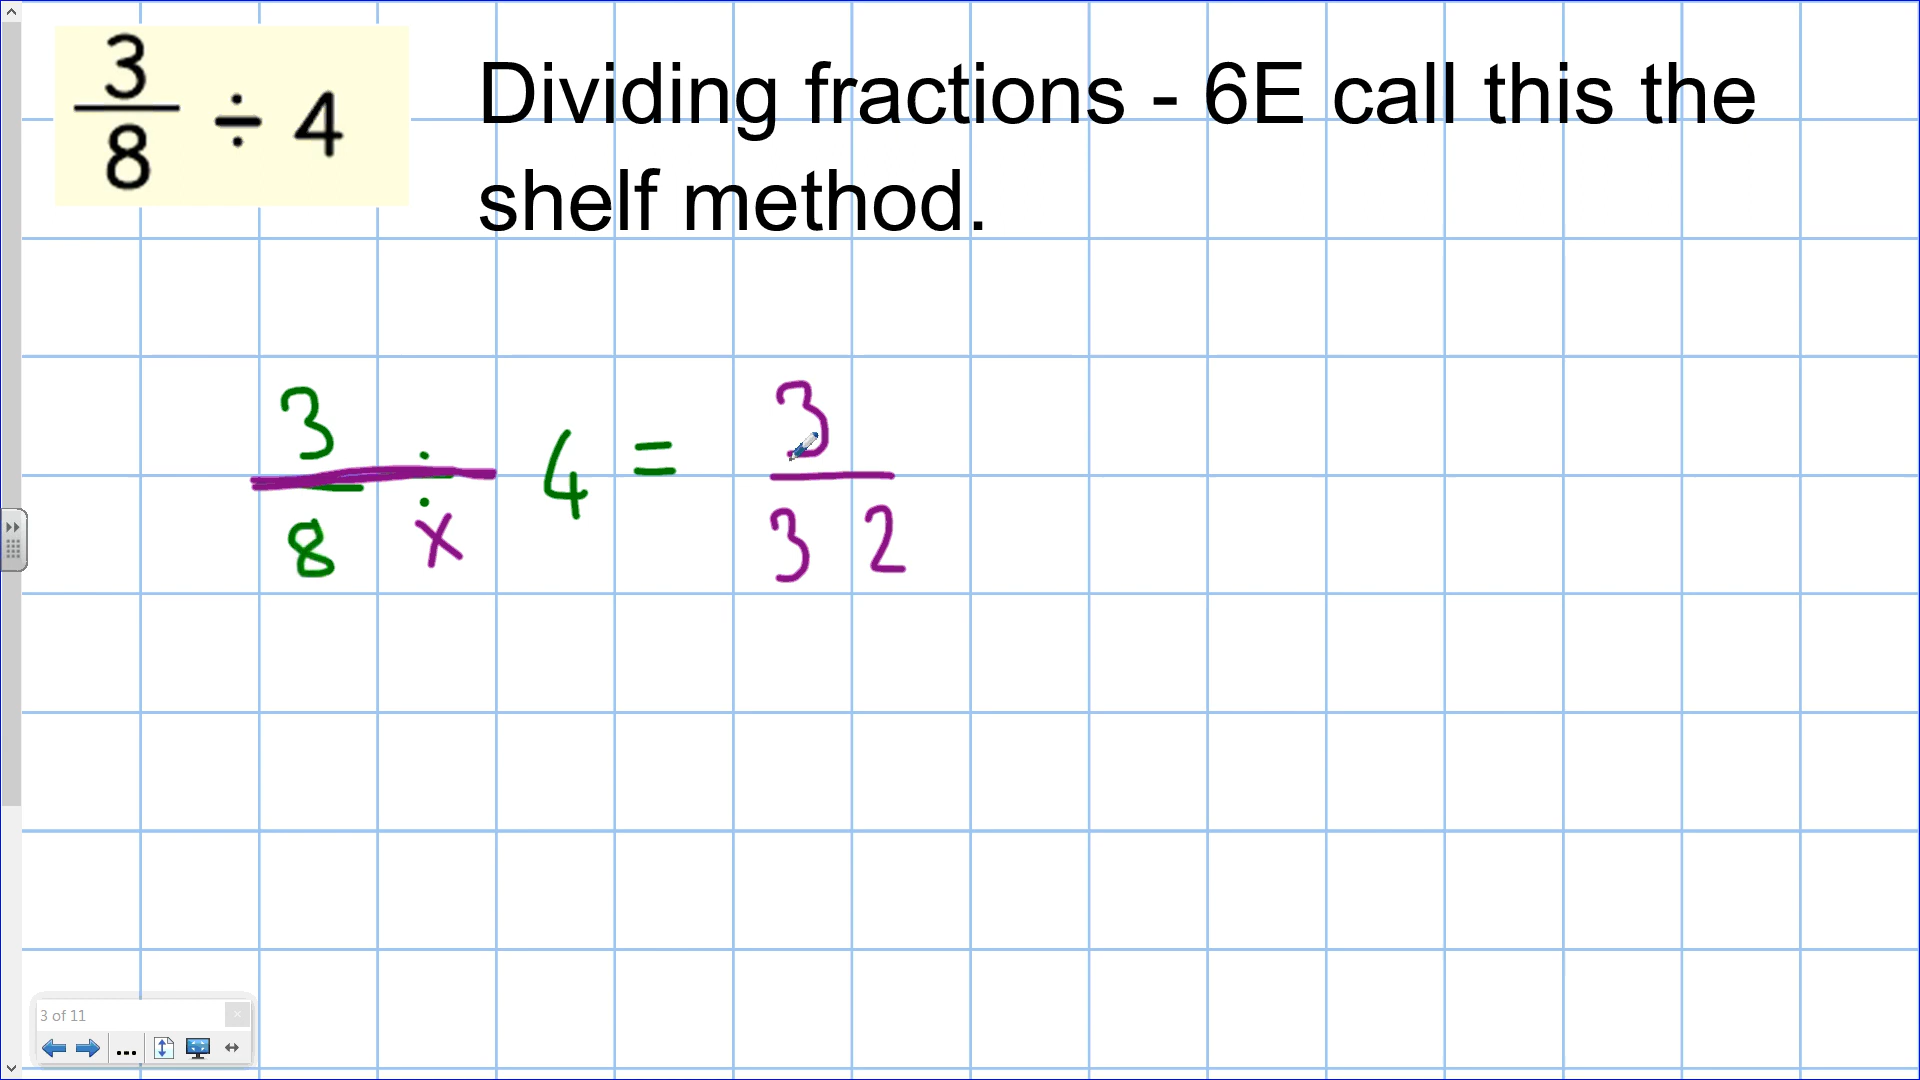 3
8
÷ 4
Dividing fractions - 6E call this the
shelf method.
3
8
÷ 4 =
x
3
32
3 of 11
...